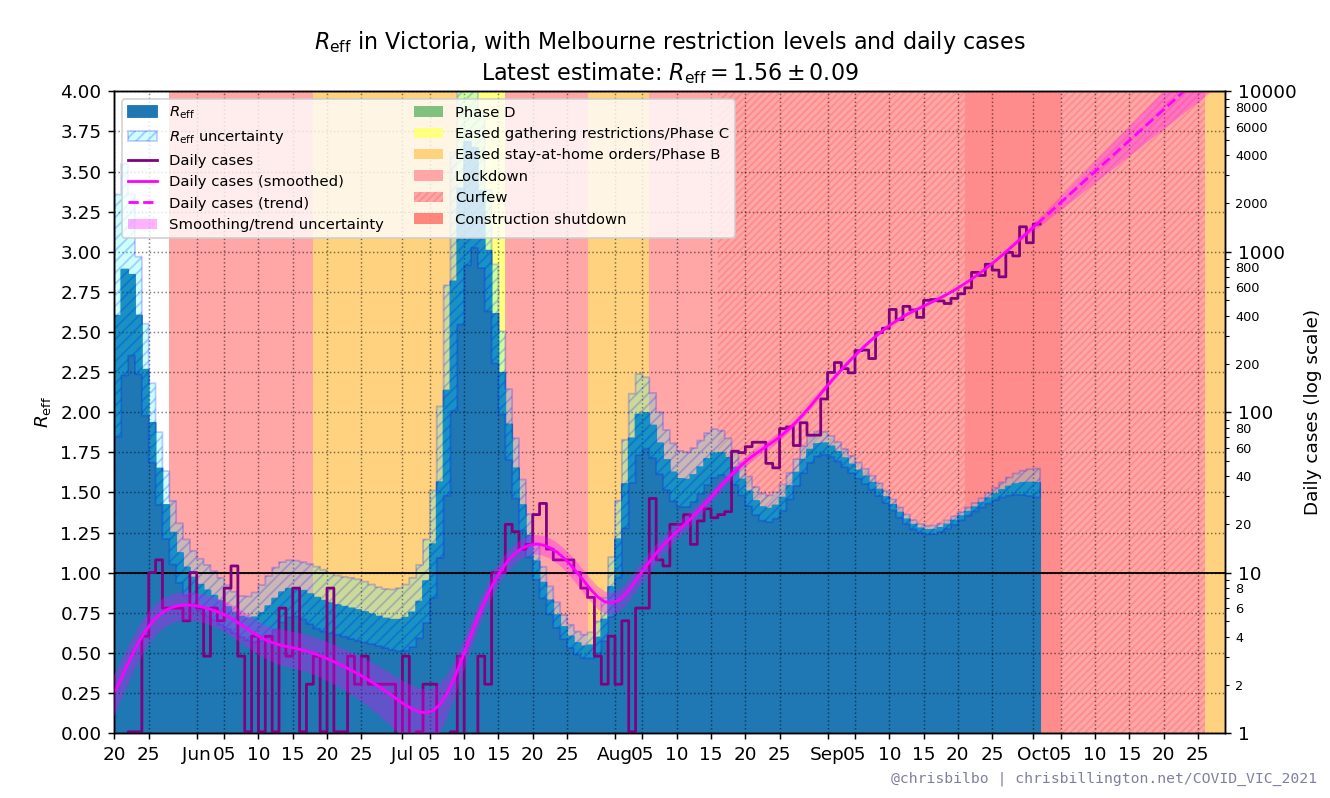 Reff in Victoria, with Melbourne restriction levels and daily cases
Latest estimate: Reff = 1.56 ± 0.09
Reff
Reff uncertainty
Daily cases
Daily cases (smoothed)
Daily cases (trend)
Smoothing/trend uncertainty
Phase D
Eased gathering restrictions/Phase C
Eased stay-at-home orders/Phase B
Lockdown
Curfew
Construction shutdown
Reff
4.00
3.75
3.50
3.25
3.00
2.75
2.50
2.25
2.00
1.75
1.50
1.25
1.00
0.75
0.50
0.25
0.00
10000
8000
6000
4000
2000
1000
800
600
400
200
100
80
60
40
20
10
8
6
4
2
1
Daily cases (log scale)
20 25 Jun 05 10 15 20 25 Jul 05 10 15 20 25 Aug 05 10 15 20 25 Sep 05 10 15 20 25 Oct 05 10 15 20 25
@chrisbilbo | chrisbillington.net/COVID_VIC_2021